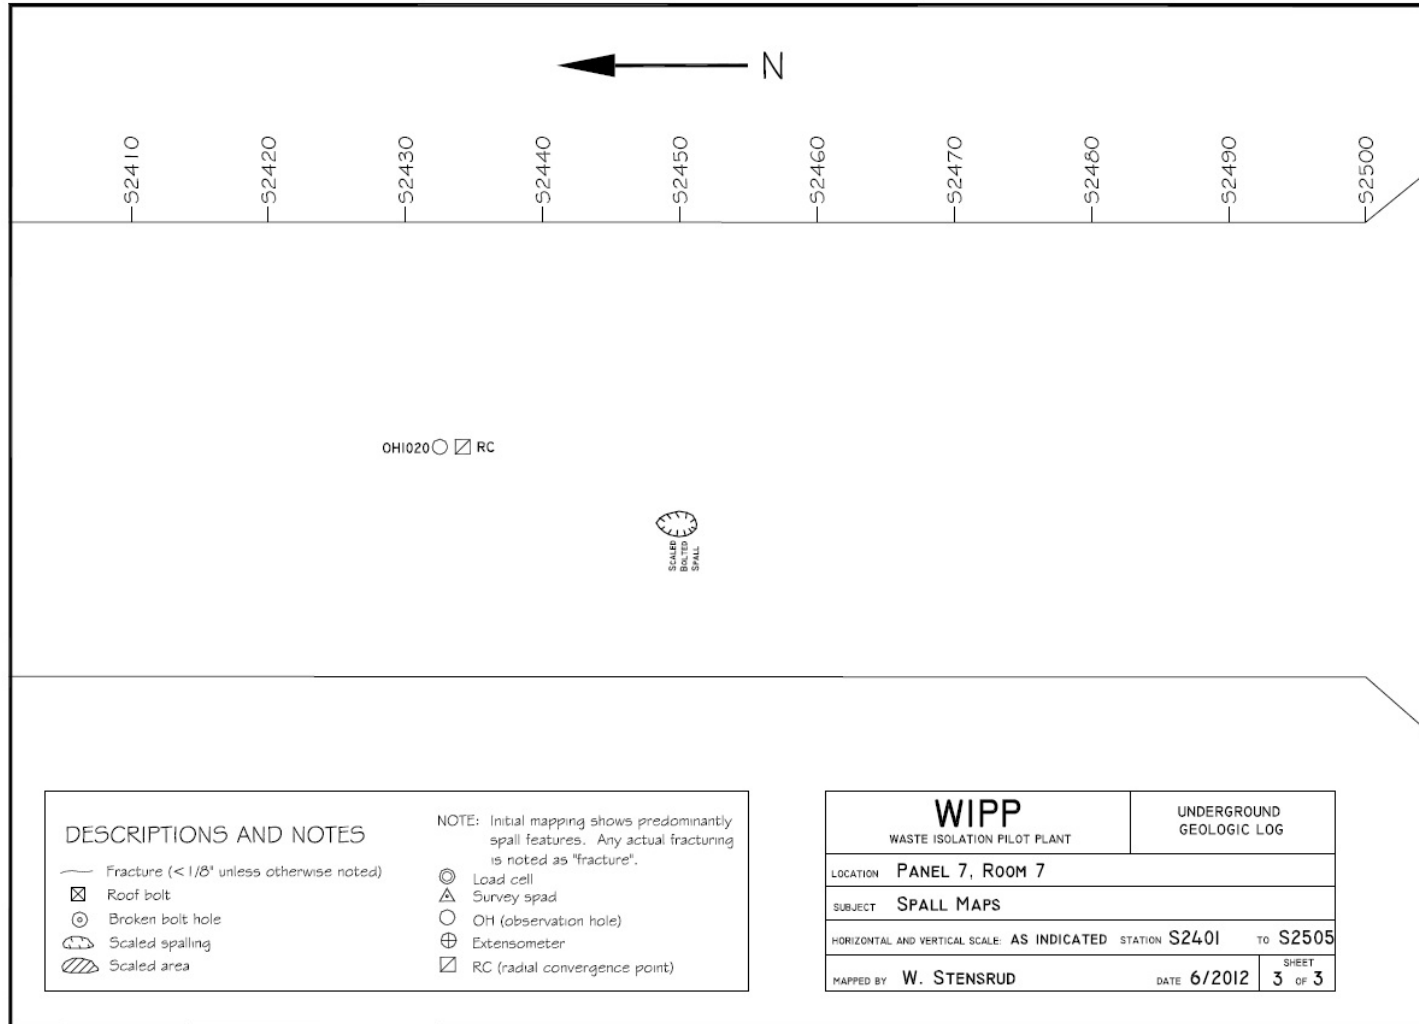 N
S2410
S2420
S2430
S2440
S2450
S2460
S2470
S2480
S2490
S2500
OH1020 RC
SCALED
BOLTED
SPALL
DESCRIPTIONS AND NOTES
Fracture (< 1/8" unless otherwise noted)
Roof bolt
Broken bolt hole
Scaled spalling
Scaled area
NOTE: Initial mapping shows predominantly
spall features. Any actual fracturing
is noted as "fracture".
Load cell
Survey spad
OH (observation hole)
Extensometer
RC (radial convergence point)
WIPP
WASTE ISOLATION PILOT PLANT
UNDERGROUND
GEOLOGIC LOG
LOCATION PANEL 7, ROOM 7
SUBJECT SPALL MAPS
HORIZONTAL AND VERTICAL SCALE: AS INDICATED STATION S2401 TO S2505
MAPPED BY W. STENSRUD DATE 6/2012
SHEET
3 OF 3